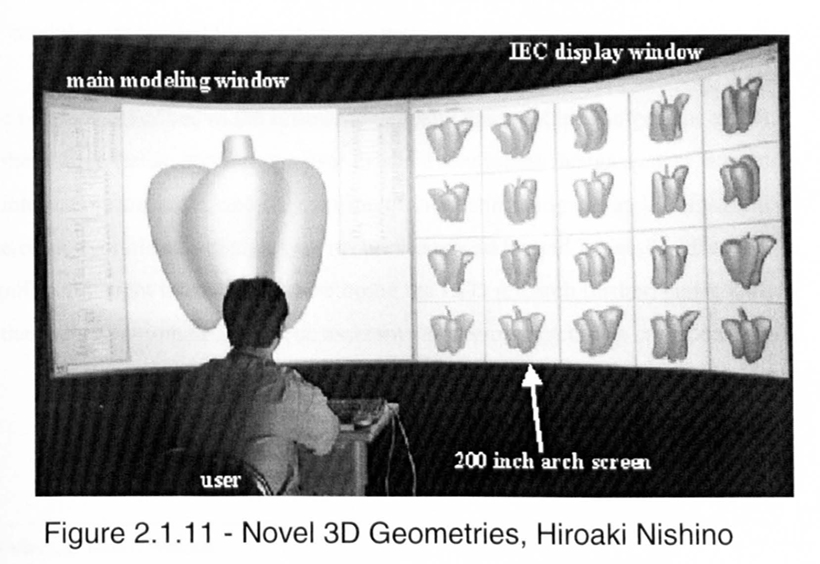 IEC display window
main modeling window
200 inch arch screen
user
Figure 2.1.11 - Novel 3D Geometries, Hiroaki Nishino